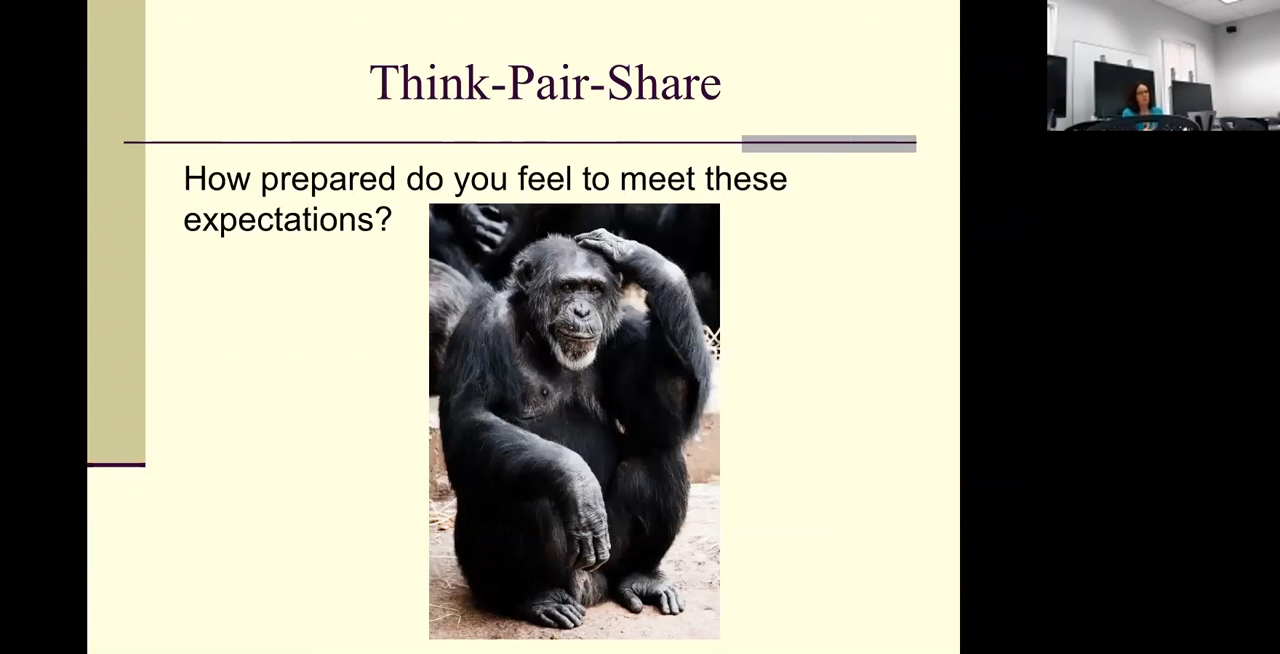 Think-Pair-Share
How prepared do you feel to meet these
expectations?